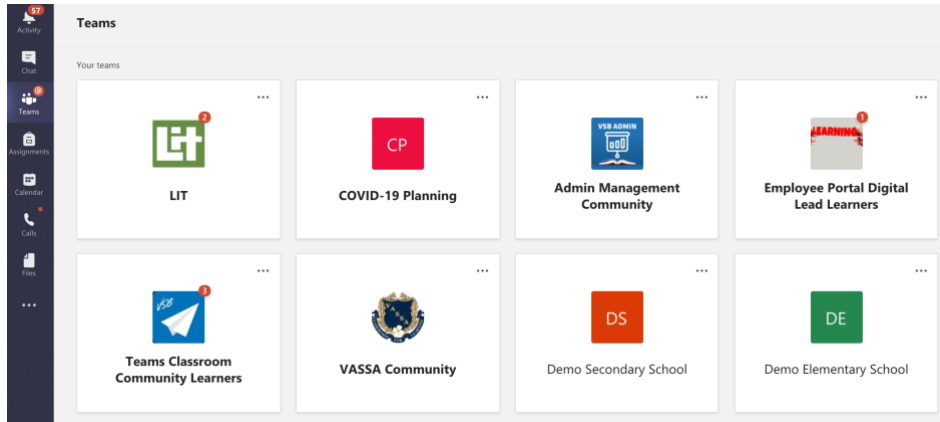 57
Activity
Chat
@
Teams
Assignments
Calendar
Calls
Files
Teams
Your teams
Lit
2
LIT
CP
COVID-19 Planning
VSB ADMIN
Admin Management
Community
LEARNING
1
Employee Portal Digital
Lead Learners
VSB
3
Teams Classroom
Community Learners
VASSA
VASSA Community
DS
Demo Secondary School
DE
Demo Elementary School